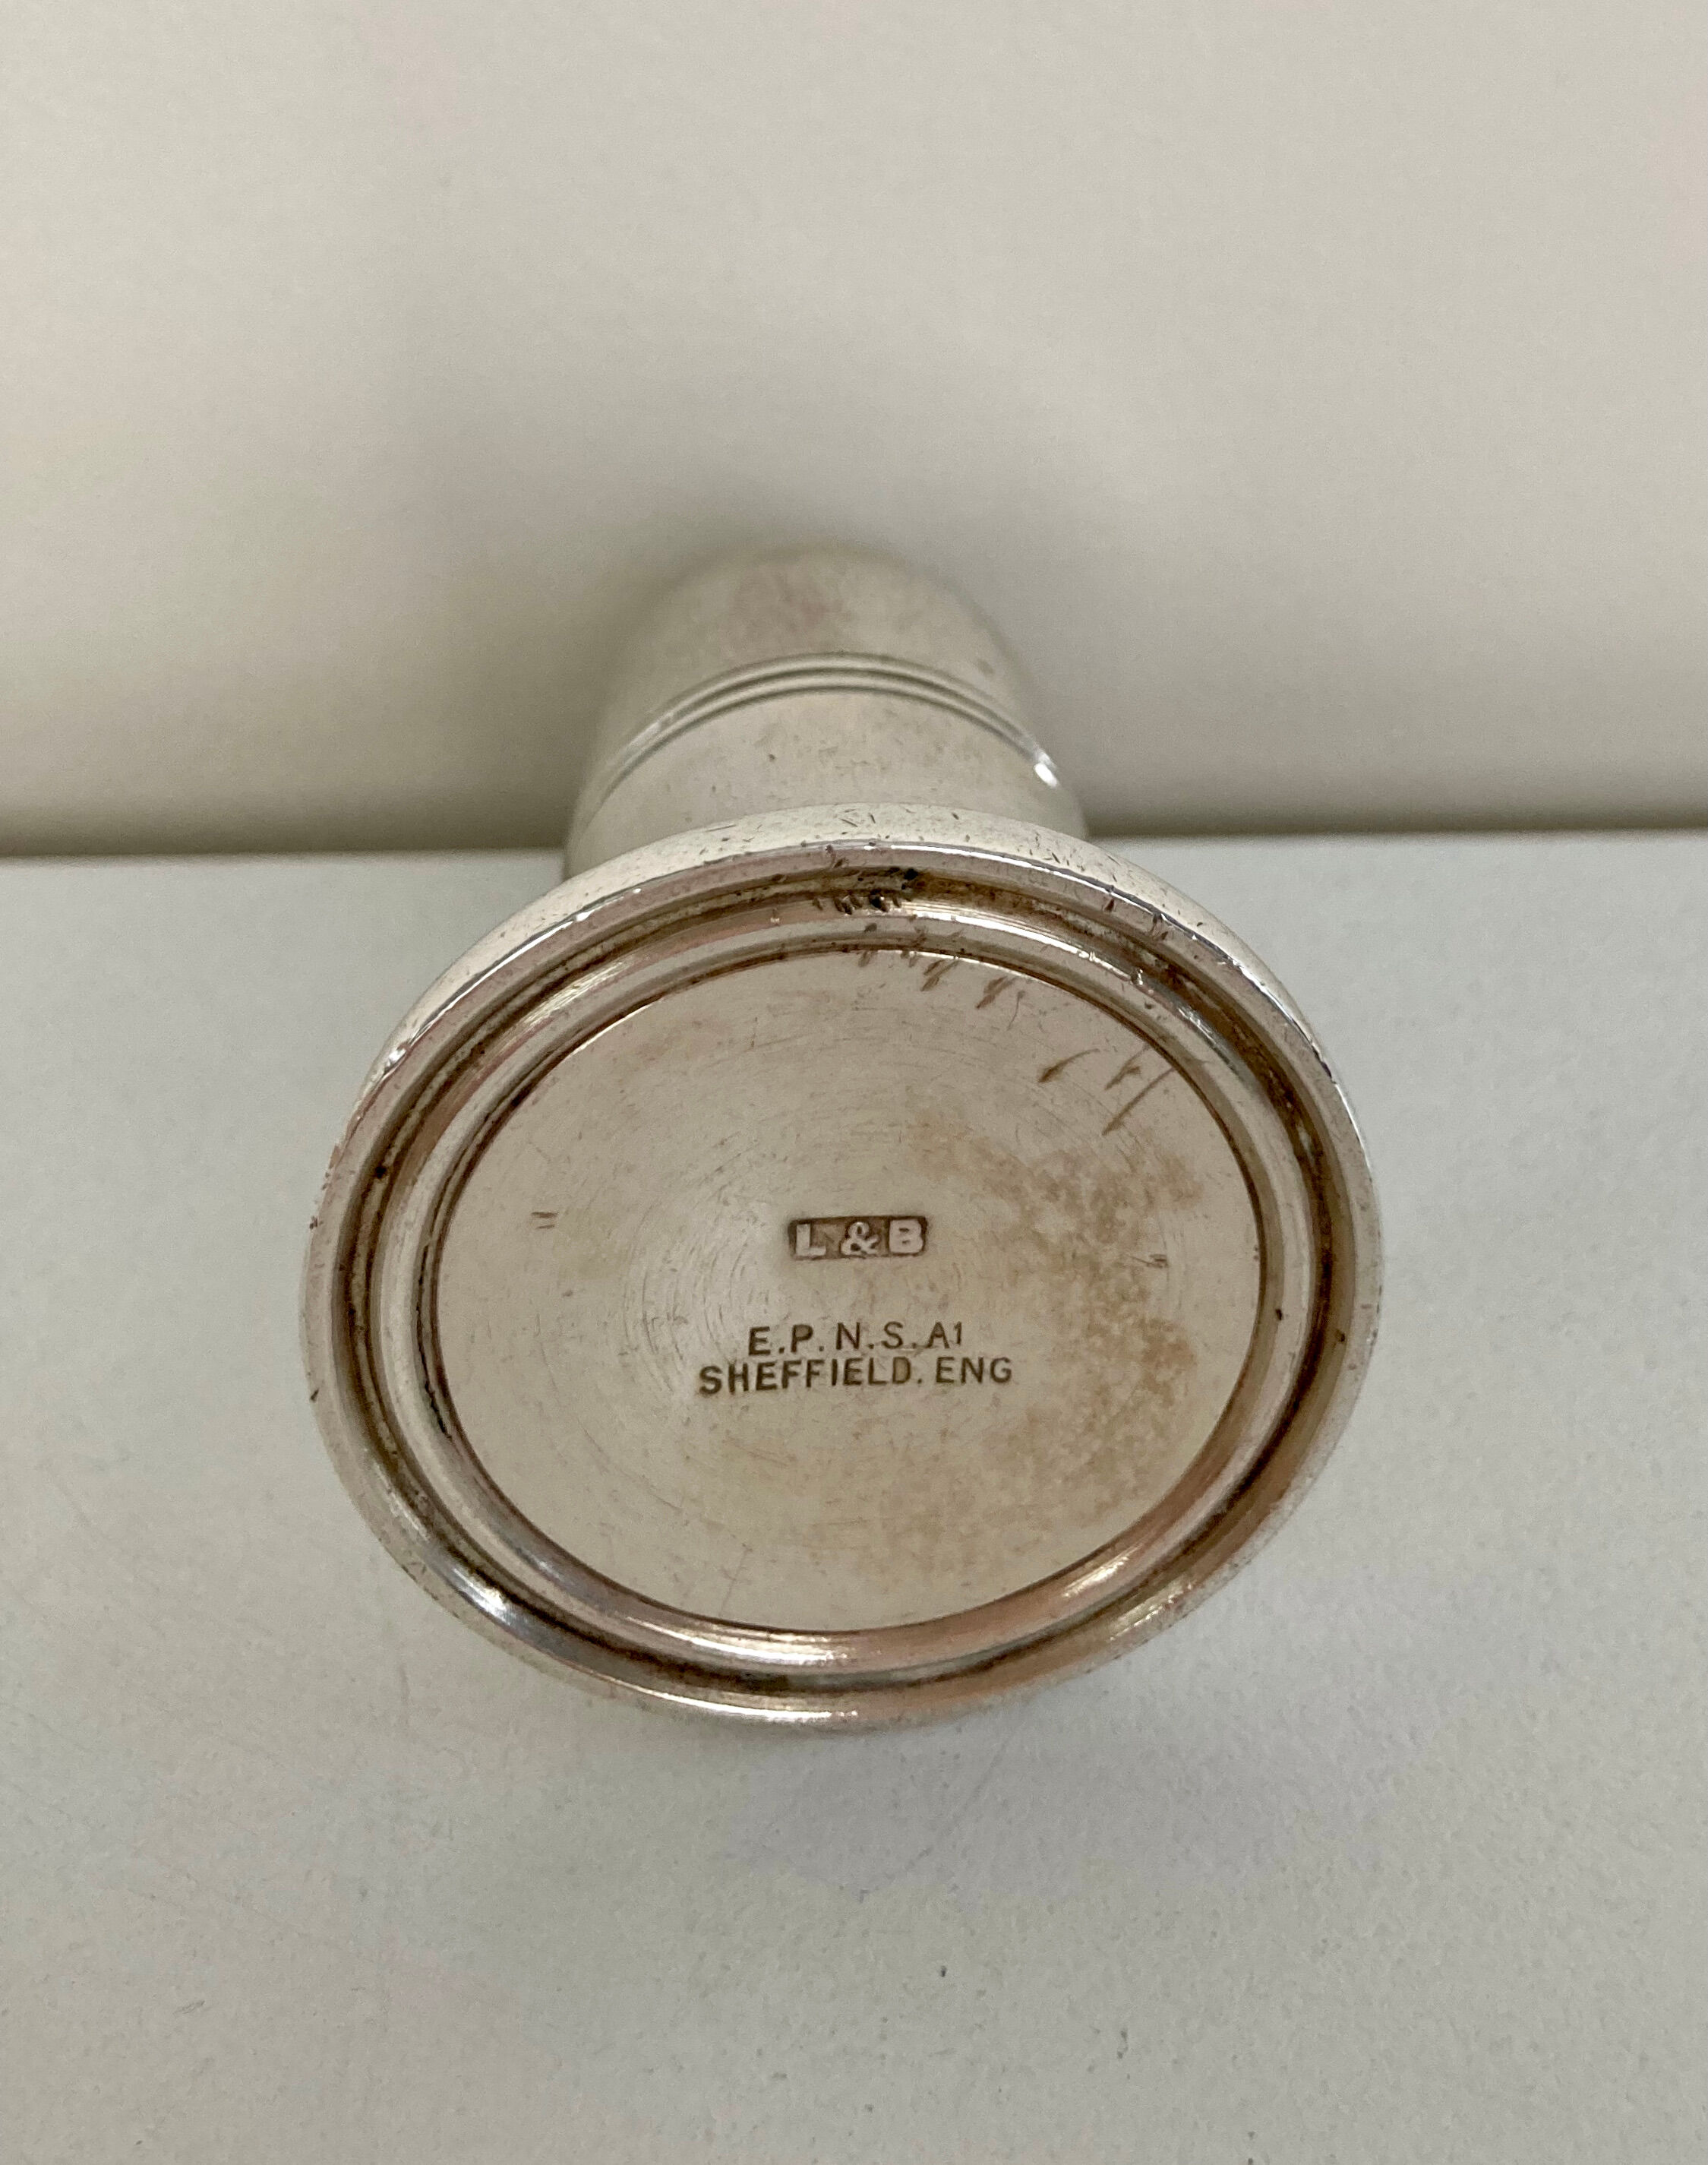 L & B
E.P.N.S.A1
SHEFFIELD. ENG